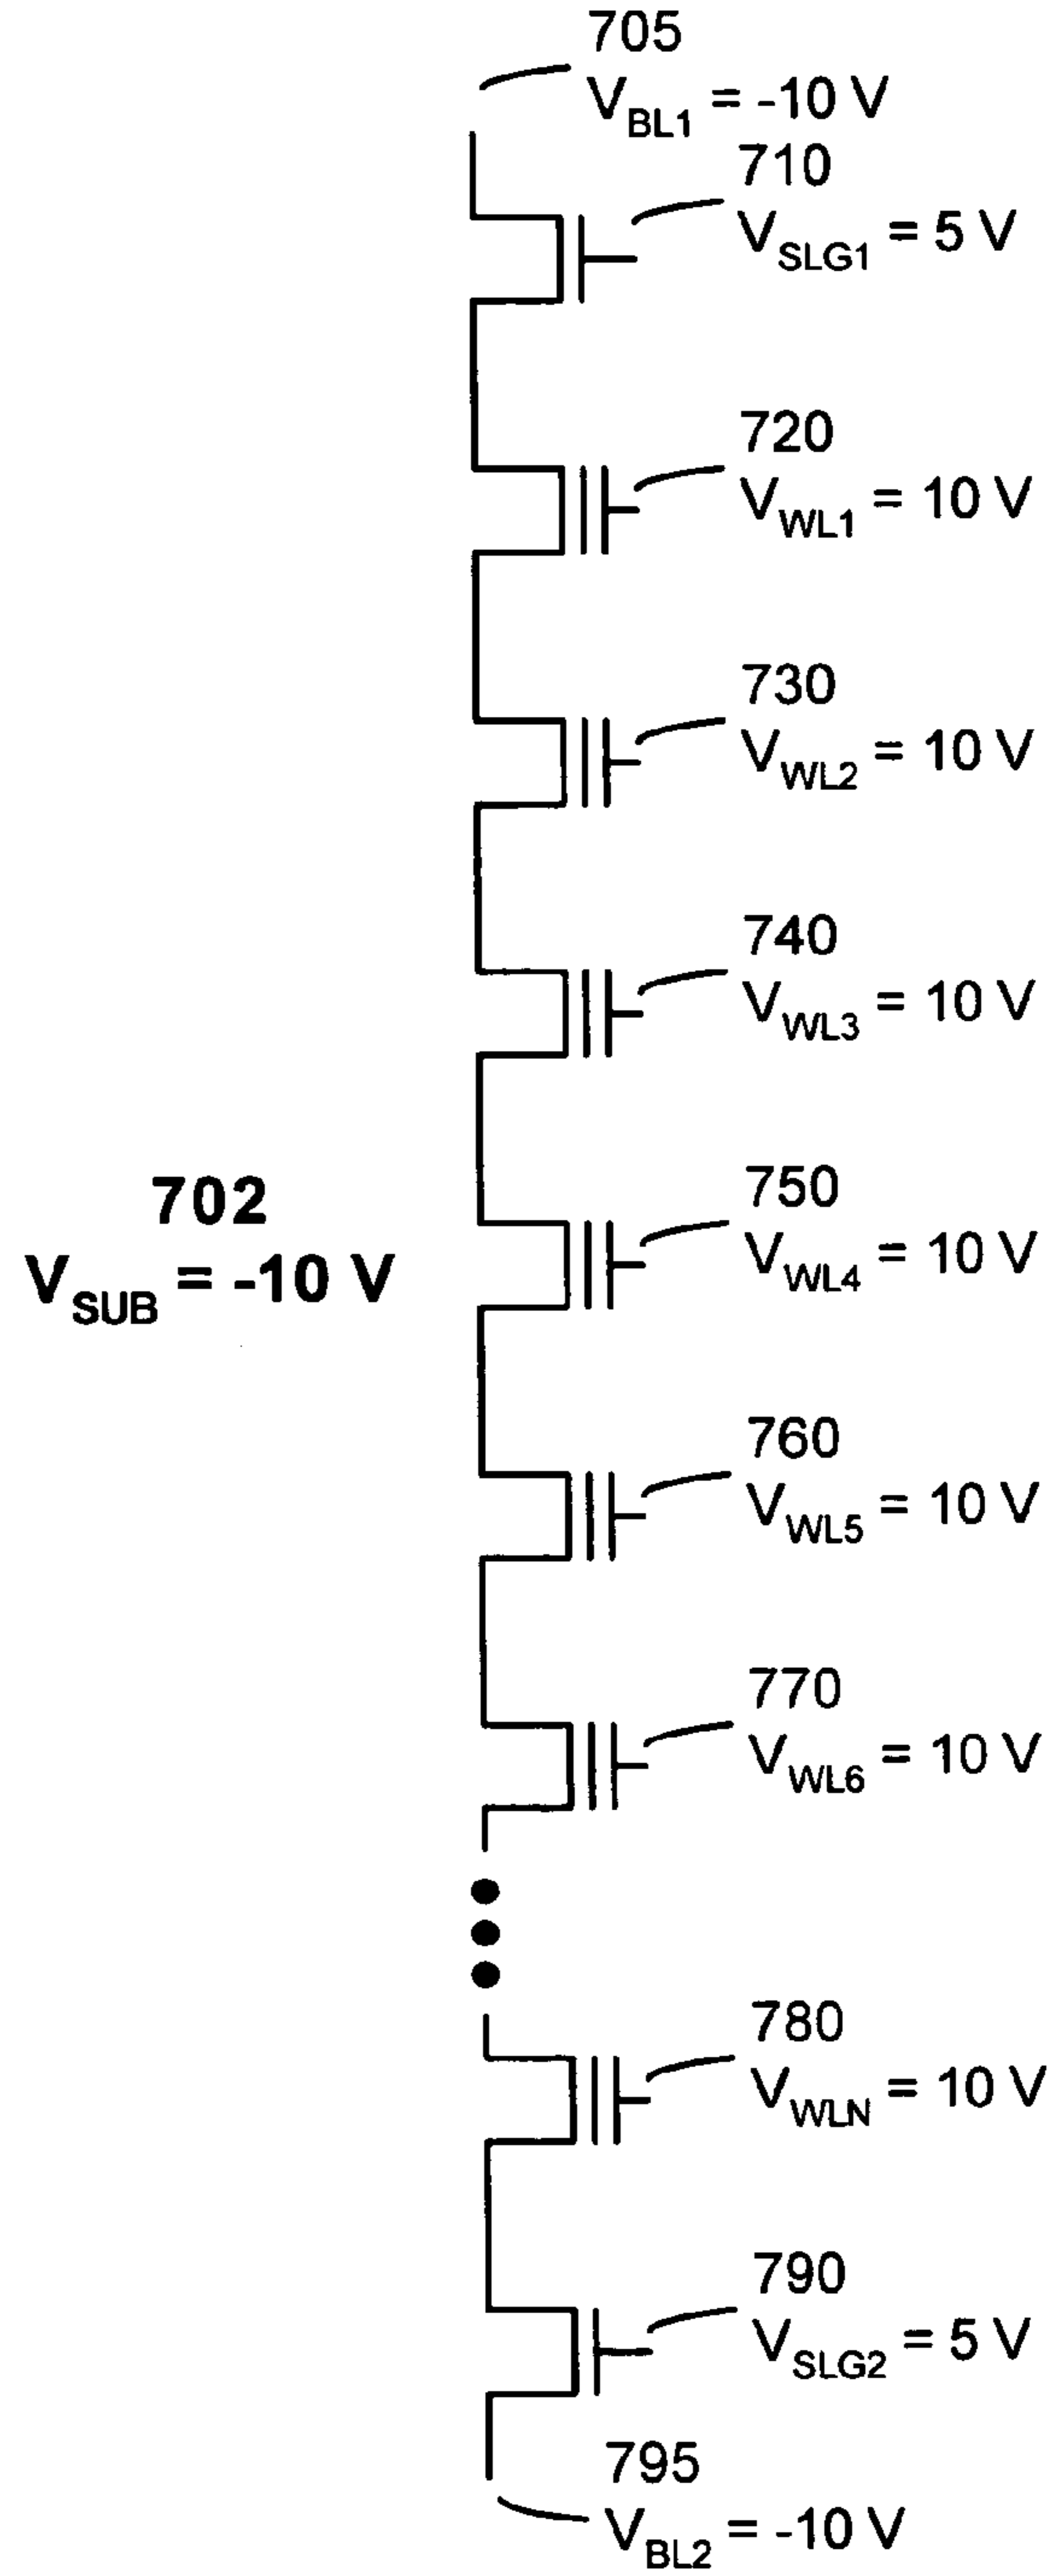 705
V_BL1 = -10 V
710
V_SLG1 = 5 V
720
V_WL1 = 10 V
730
V_WL2 = 10 V
740
V_WL3 = 10 V
750
V_WL4 = 10 V
702
V_SUB = -10 V
760
V_WL5 = 10 V
770
V_WL6 = 10 V
780
V_WLN = 10 V
790
V_SLG2 = 5 V
795
V_BL2 = -10 V